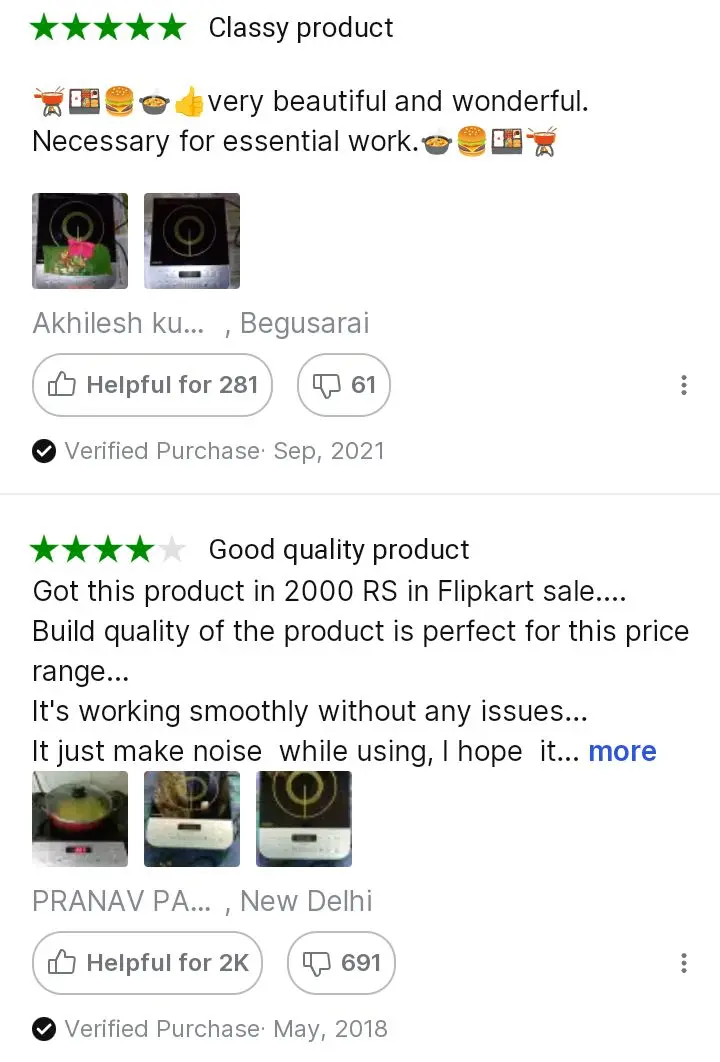 Classy product
very beautiful and wonderful.
Necessary for essential work.
Akhilesh ku... , Begusarai
Helpful for 281
61
Verified Purchase· Sep, 2021
Good quality product
Got this product in 2000 RS in Flipkart sale....
Build quality of the product is perfect for this price
range...
It's working smoothly without any issues...
It just make noise while using, I hope it... more
PRANAV PA... , New Delhi
Helpful for 2K
691
Verified Purchase· May, 2018